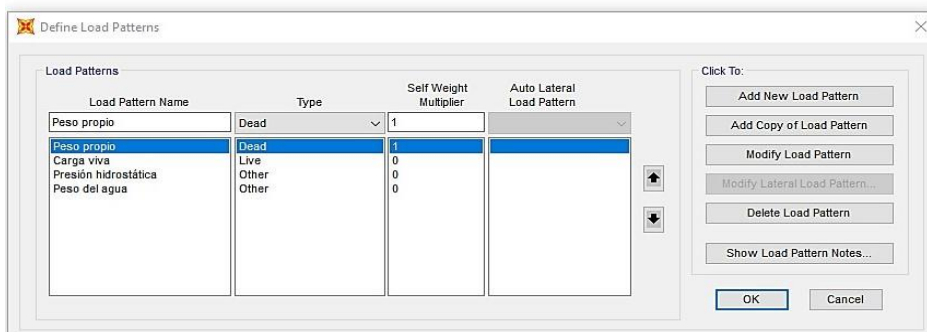 Define Load Patterns
Load Patterns
Click To:
Load Pattern Name Type Self Weight Multiplier Auto Lateral Load Pattern
Peso propio Dead 1
Peso propio Dead 1
Carga viva Live 0
Presión hidrostática Other 0
Peso del agua Other 0
Add New Load Pattern
Add Copy of Load Pattern
Modify Load Pattern
Modify Lateral Load Pattern...
Delete Load Pattern
Show Load Pattern Notes...
OK Cancel